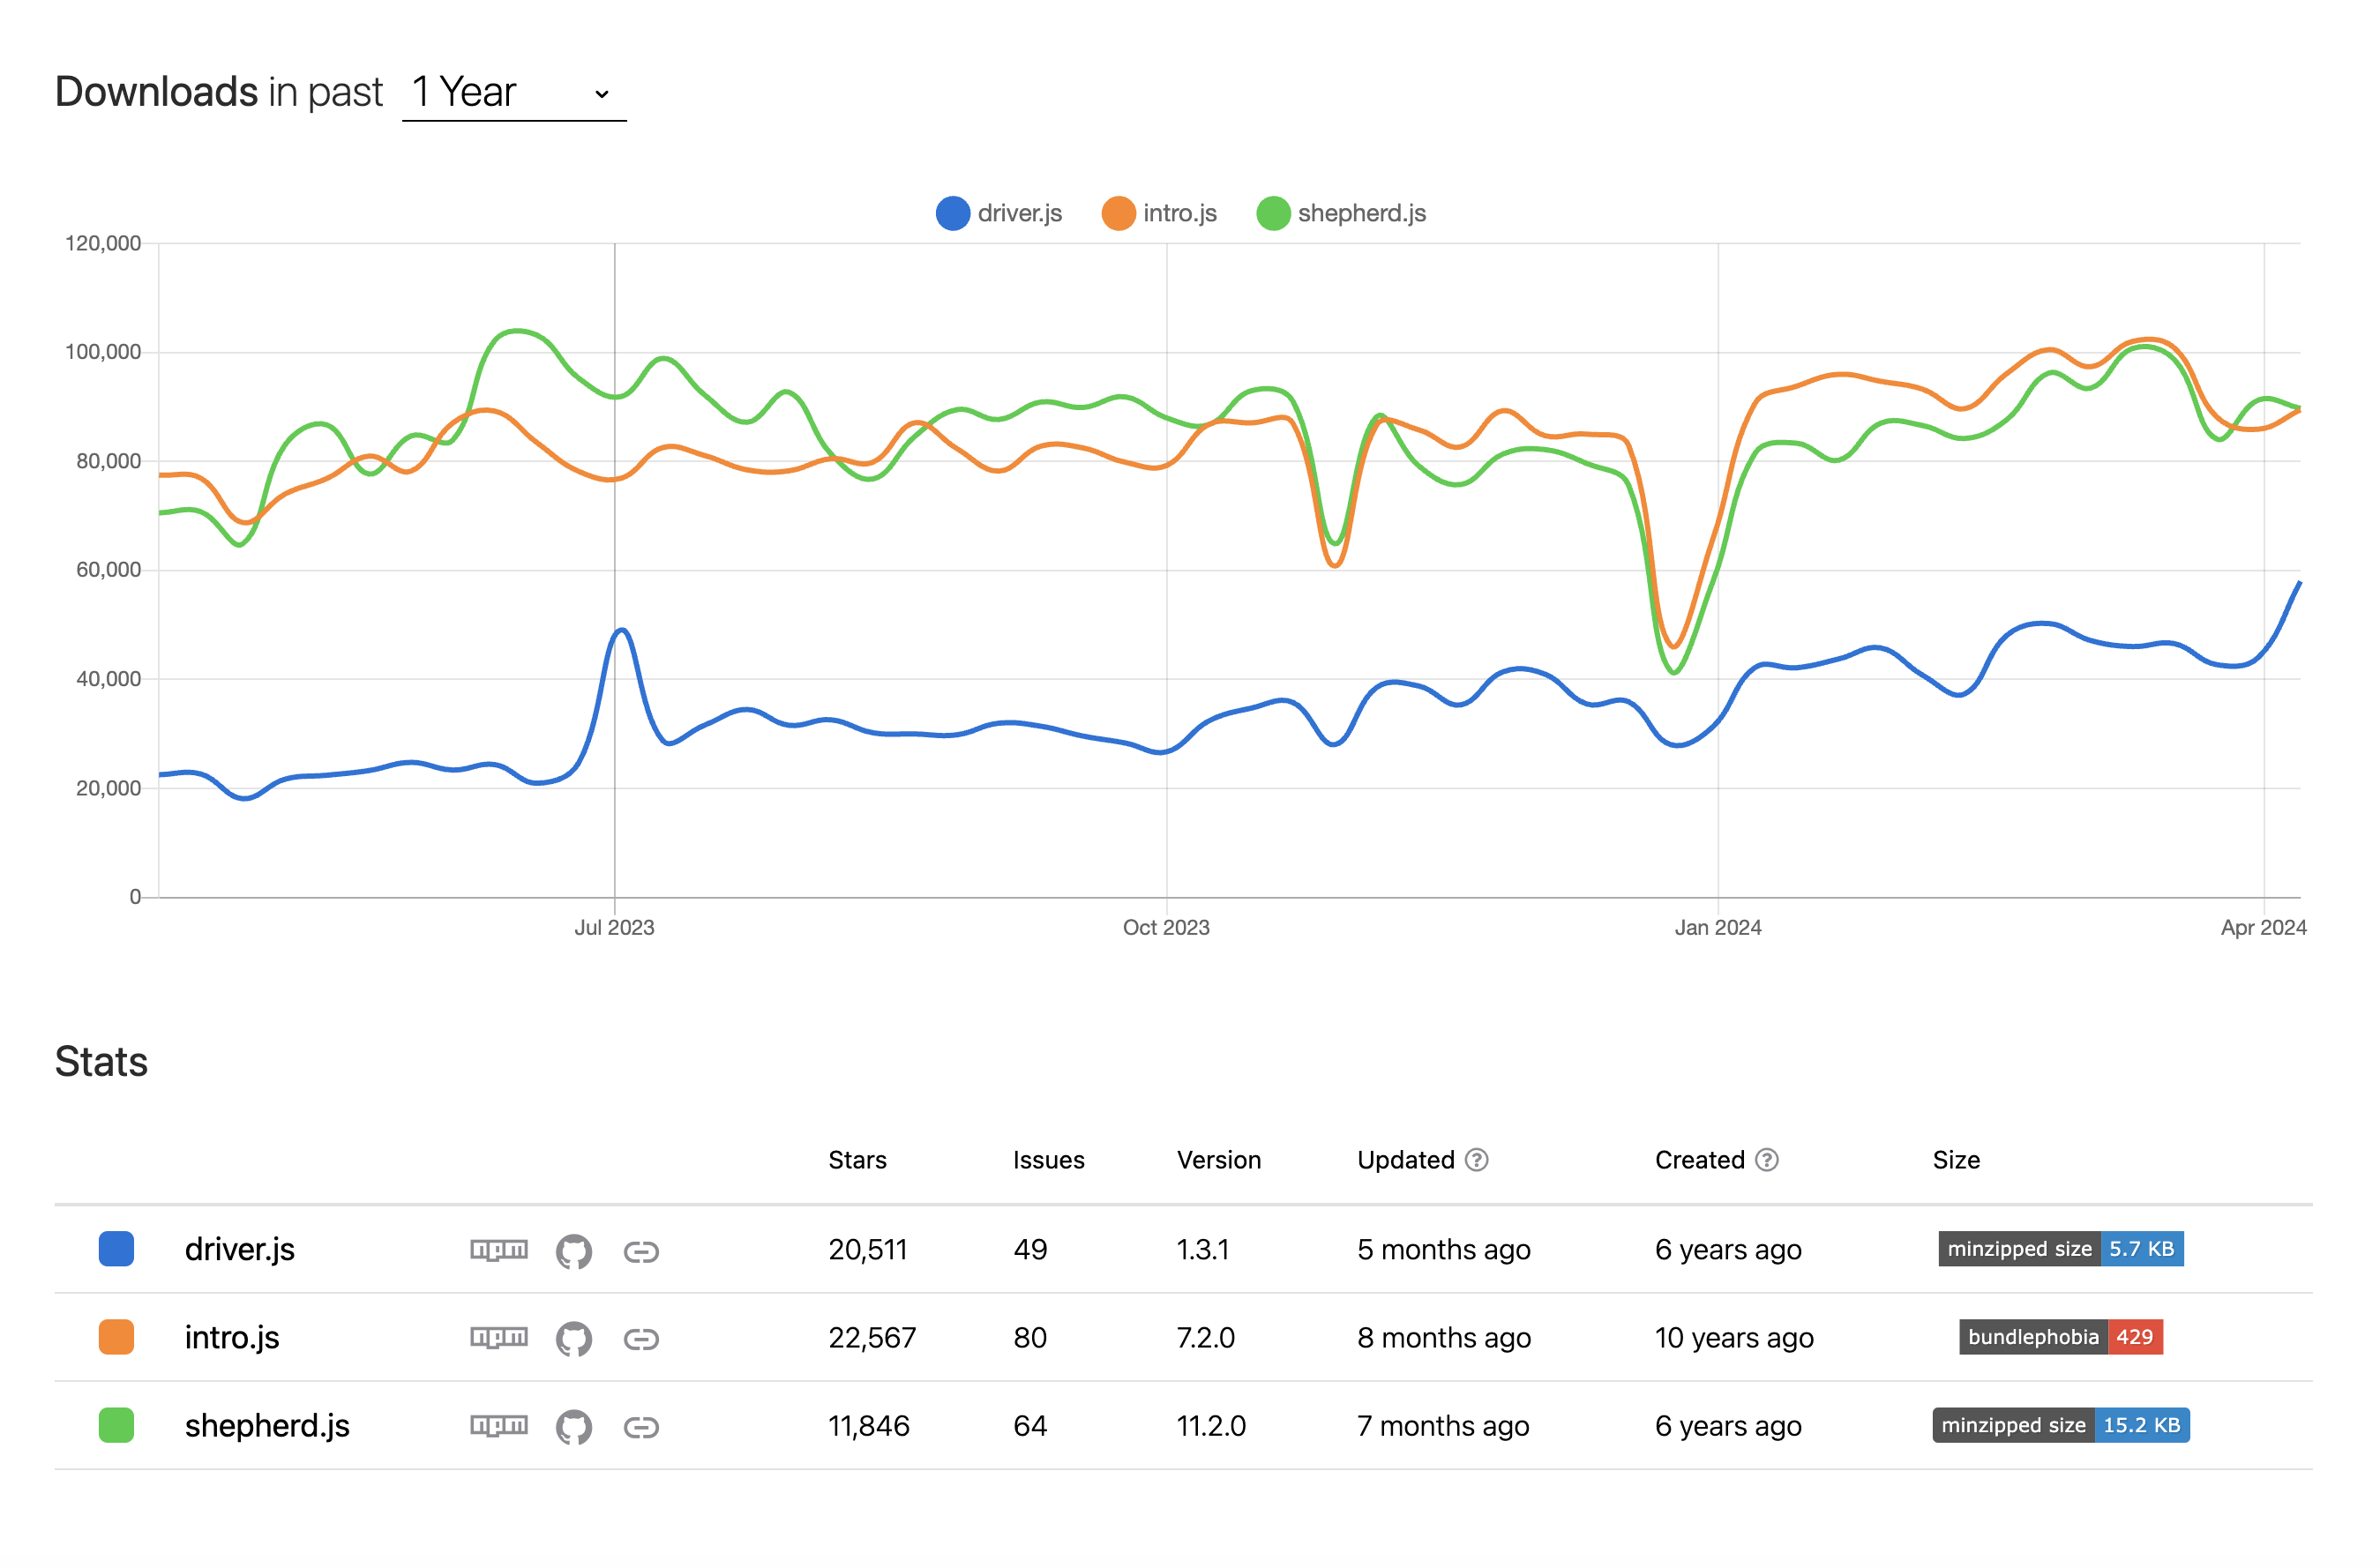 Downloads in past 1 Year
driver.js intro.js shepherd.js
120,000
100,000
80,000
60,000
40,000
20,000
0
Jul 2023 Oct 2023 Jan 2024 Apr 2024
Stats
Stars Issues Version Updated ? Created ? Size
driver.js npm 20,511 49 1.3.1 5 months ago 6 years ago minzipped size 5.7 KB
intro.js npm 22,567 80 7.2.0 8 months ago 10 years ago bundlephobia 429
shepherd.js npm 11,846 64 11.2.0 7 months ago 6 years ago minzipped size 15.2 KB